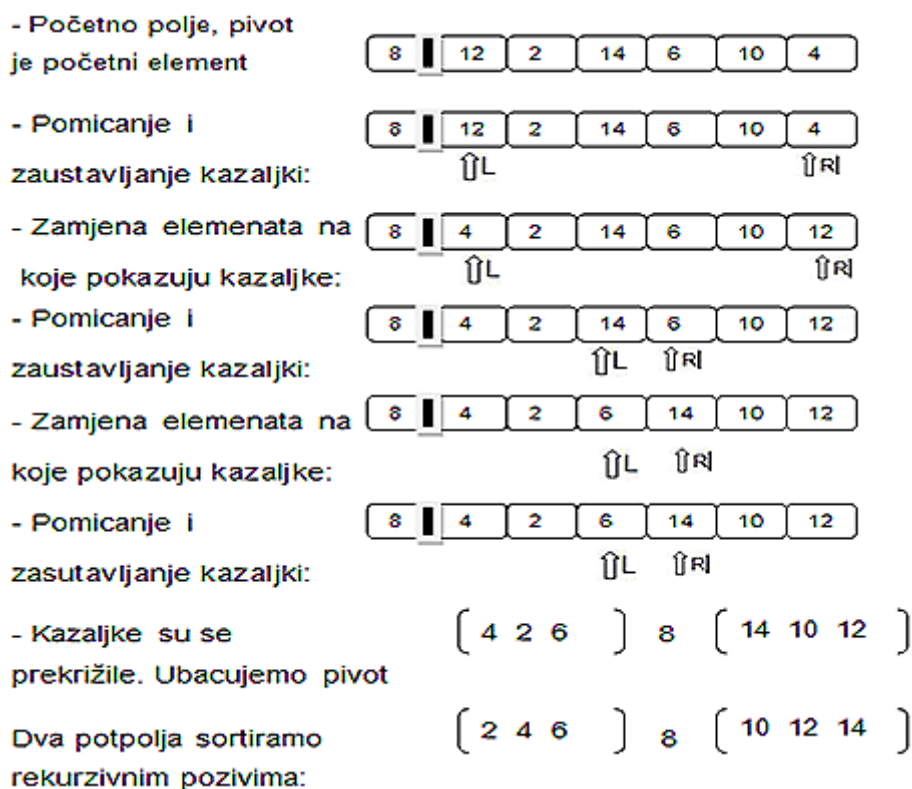 - Početno polje, pivot
je početni element
8 12 2 14 6 10 4
- Pomicanje i
zaustavljanje kazaljki:
8 12 2 14 6 10 4
L R
- Zamjena elemenata na
koje pokazuju kazaljke:
8 4 2 14 6 10 12
L R
- Pomicanje i
zaustavljanje kazaljki:
8 4 2 14 6 10 12
L R
- Zamjena elemenata na
koje pokazuju kazaljke:
8 4 2 6 14 10 12
L R
- Pomicanje i
zasutavljanje kazaljki:
8 4 2 6 14 10 12
L R
- Kazaljke su se
prekrižile. Ubacujemo pivot
( 4 2 6 ) 8 ( 14 10 12 )
Dva potpolja sortiramo
rekurzivnim pozivima:
( 2 4 6 ) 8 ( 10 12 14 )